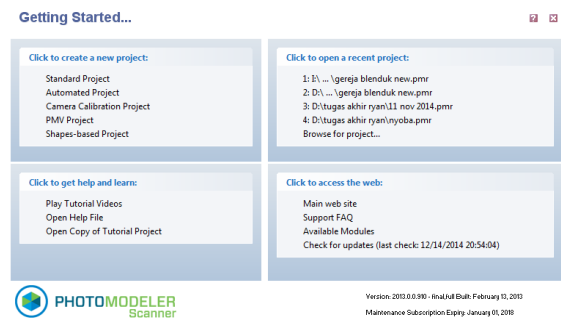 Getting Started...
Click to create a new project:
Standard Project
Automated Project
Camera Calibration Project
PMV Project
Shapes-based Project
Click to open a recent project:
1: I:\ ... \gereja blenduk new.pmr
2: D:\ ... \gereja blenduk new.pmr
3: D:\tugas akhir ryan\11 nov 2014.pmr
4: D:\tugas akhir ryan\nyoba.pmr
Browse for project...
Click to get help and learn:
Play Tutorial Videos
Open Help File
Open Copy of Tutorial Project
Click to access the web:
Main web site
Support FAQ
Available Modules
Check for updates (last check: 12/14/2014 20:54:04)
PHOTOMODELER
Scanner
Version: 2013.0.0.910 - final,full Built: February 13, 2013
Maintenance Subscription Expiry: January 01, 2018